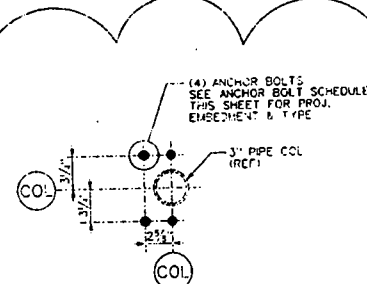 (4) ANCHOR BOLTS
SEE ANCHOR BOLT SCHEDULE
THIS SHEET FOR PROJ.
EMBEDMENT & TYPE
3" PIPE COL
(REF)
COL
COL